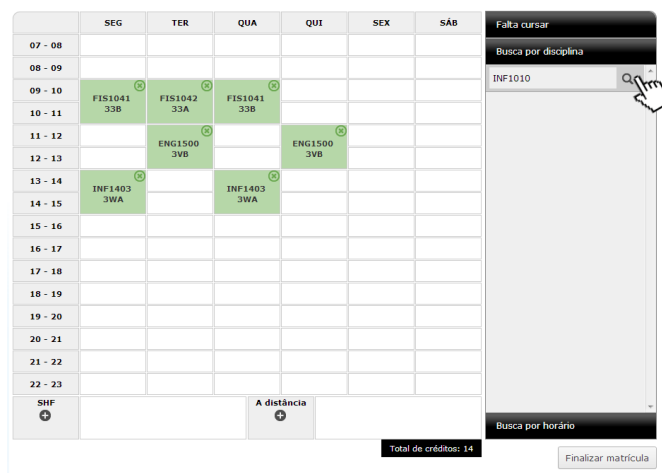 SEG TER QUA QUI SEX SÁB
07 - 08
08 - 09
09 - 10
10 - 11
11 - 12
12 - 13
13 - 14
14 - 15
15 - 16
16 - 17
17 - 18
18 - 19
19 - 20
20 - 21
21 - 22
22 - 23
FIS1041
33B
FIS1042
33A
FIS1041
33B
ENG1500
3VB
ENG1500
3VB
INF1403
3WA
INF1403
3WA
SHF
A distância
Total de créditos: 14
Falta cursar
Busca por disciplina
INF1010
Busca por horário
Finalizar matrícula